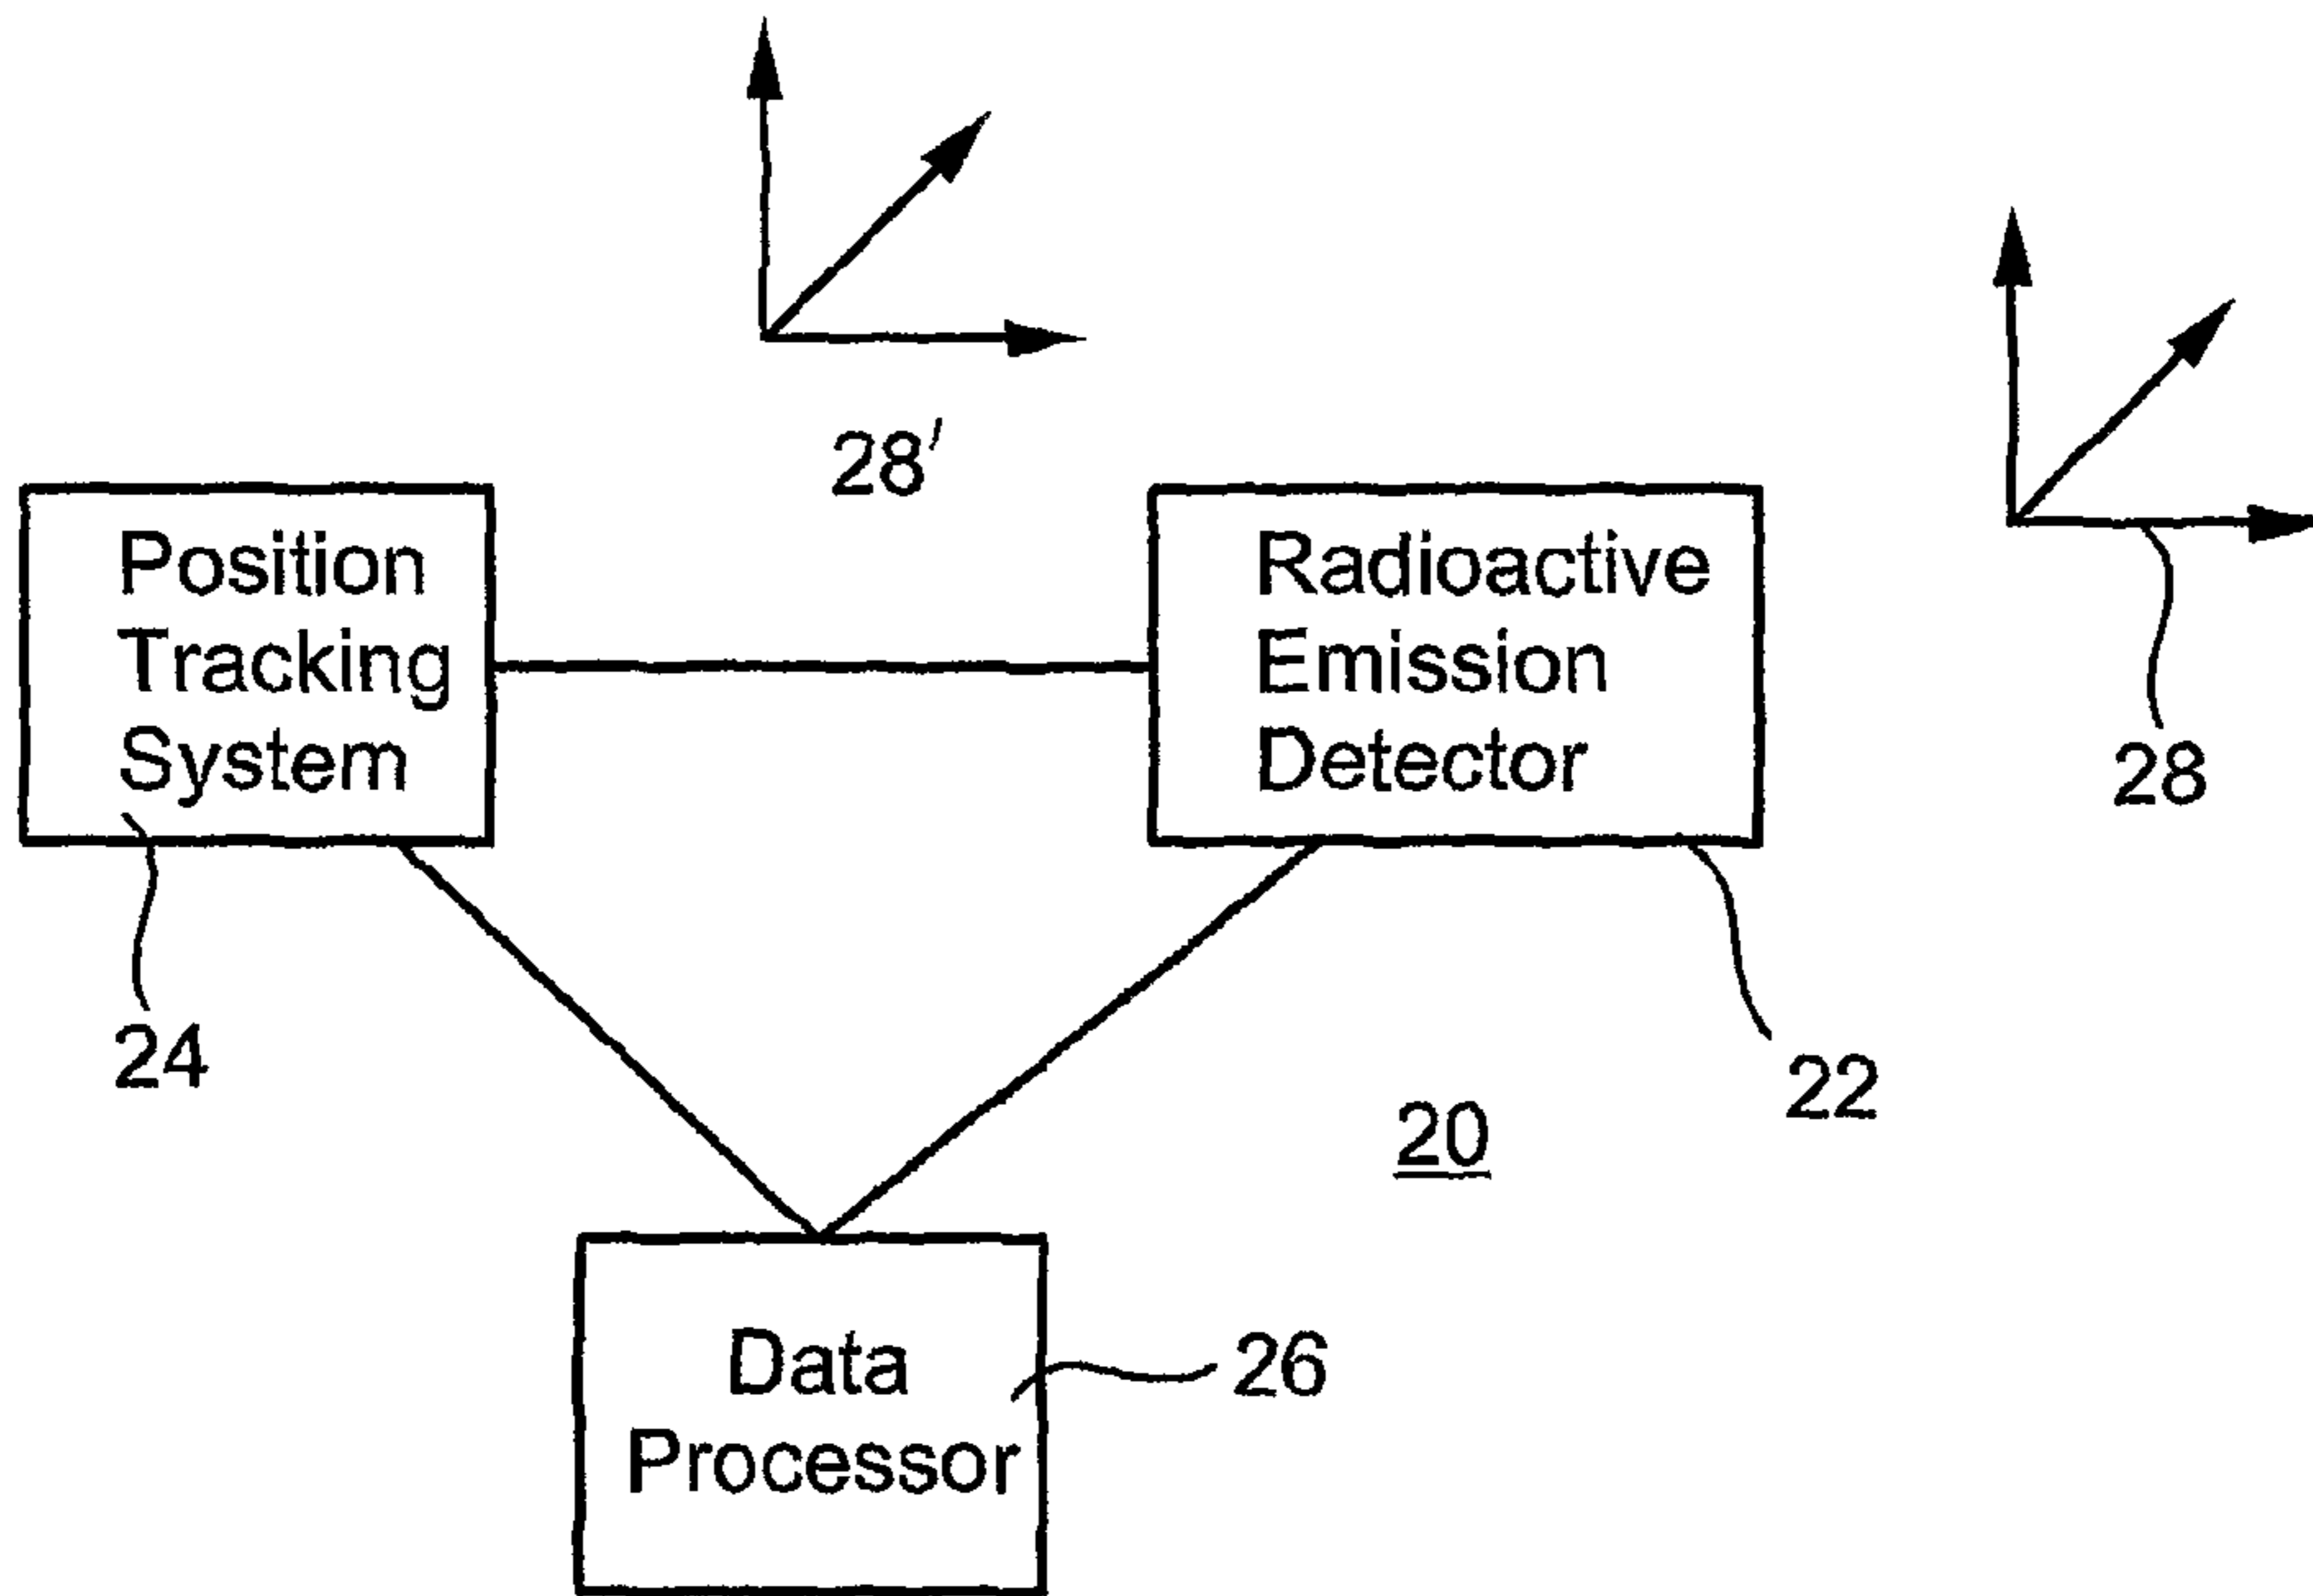 28'
Position
Tracking
System
Radioactive
Emission
Detector
28
24
22
20
Data
Processor
26